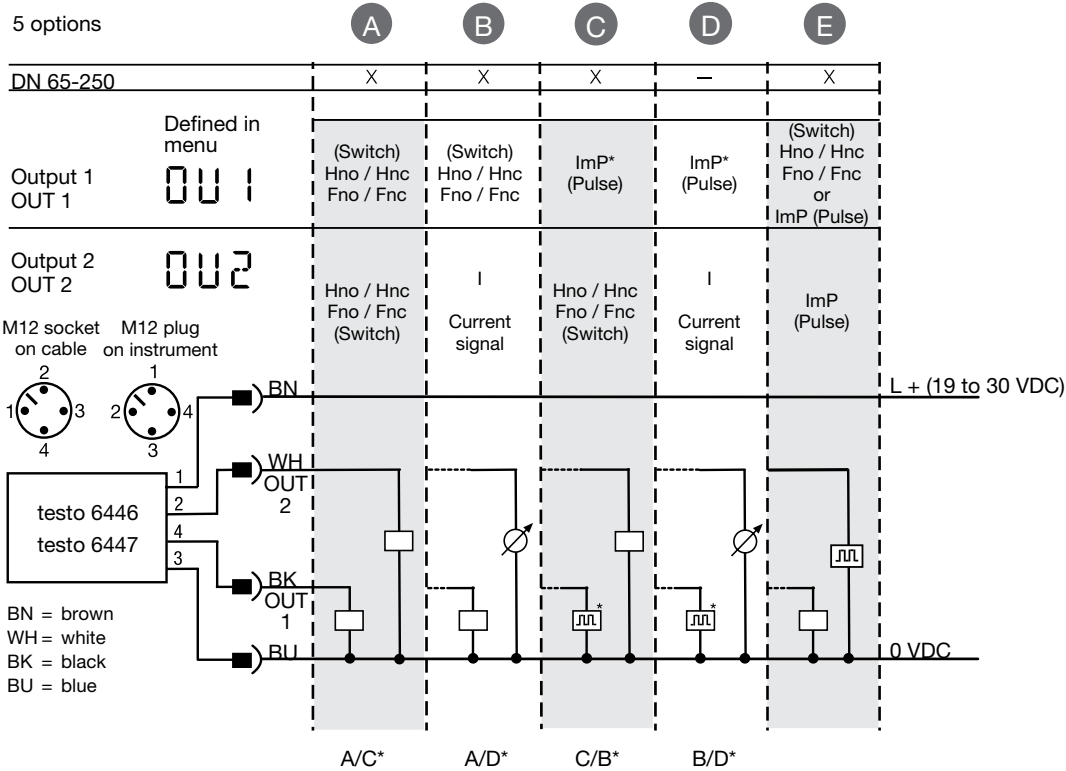 5 options
A B C D E
DN 65-250 X X X – X
Defined in
menu
Output 1
OUT 1
OU1
(Switch)
Hno / Hnc
Fno / Fnc
(Switch)
Hno / Hnc
Fno / Fnc
ImP*
(Pulse)
ImP*
(Pulse)
(Switch)
Hno / Hnc
Fno / Fnc
or
ImP (Pulse)
Output 2
OUT 2
OU2
Hno / Hnc
Fno / Fnc
(Switch)
I
Current
signal
Hno / Hnc
Fno / Fnc
(Switch)
I
Current
signal
ImP
(Pulse)
M12 socket
on cable
2
1 3
4
M12 plug
on instrument
1
2 4
3
BN
L + (19 to 30 VDC)
WH
OUT
2
testo 6446
testo 6447
1
2
4
3
BK
OUT
1
*
*
BU
0 VDC
BN = brown
WH = white
BK = black
BU = blue
A/C* A/D* C/B* B/D*